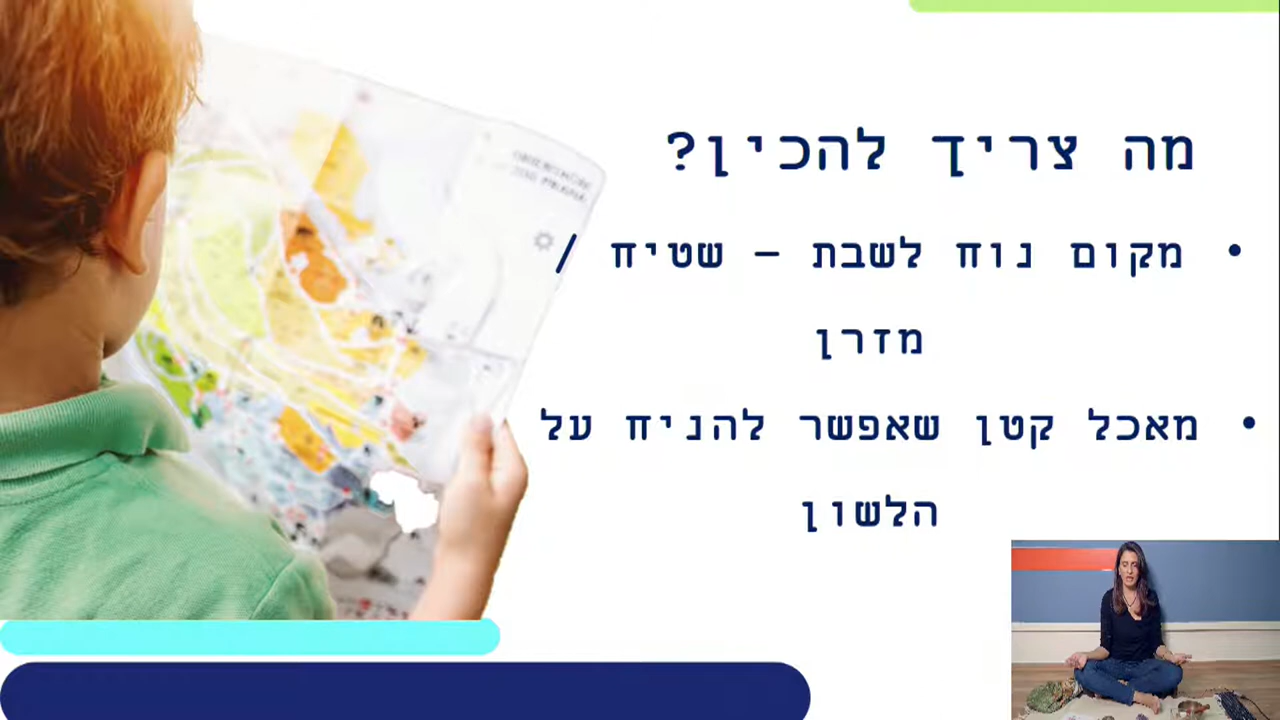 מה צריך להכין?
• מקום נוח לשבת – שטיח /
מזרן
• מאכל קטן שאפשר להניח על
הלשון